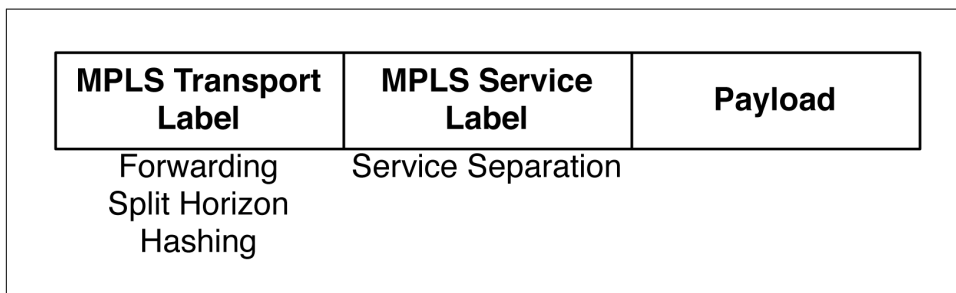 MPLS Transport
Label
MPLS Service
Label
Payload
Forwarding
Split Horizon
Hashing
Service Separation